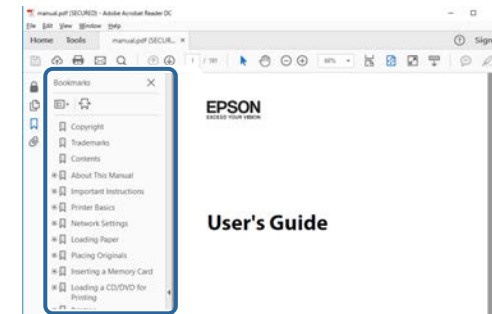 manual.pdf (SECURED) - Adobe Acrobat Reader DC
File Edit View Window Help
Home Tools manual.pdf (SECUR... ×
Sign
1 / 191
Bookmarks
Copyright
Trademarks
Contents
About This Manual
Important Instructions
Printer Basics
Network Settings
Loading Paper
Placing Originals
Inserting a Memory Card
Loading a CD/DVD for
Printing
EPSON
EXCEED YOUR VISION
User's Guide